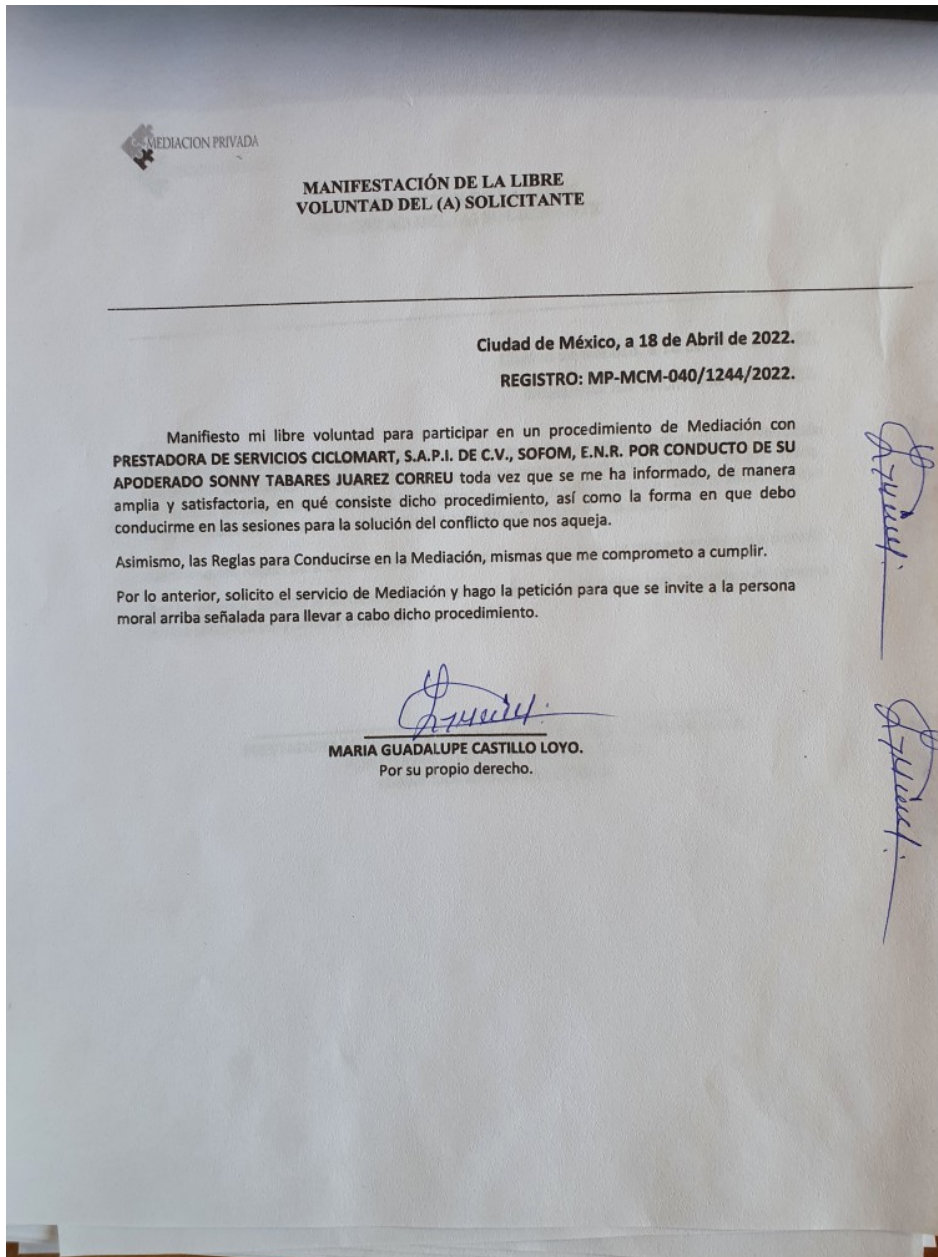 MEDIACION PRIVADA
MANIFESTACIÓN DE LA LIBRE
VOLUNTAD DEL (A) SOLICITANTE
Ciudad de México, a 18 de Abril de 2022.
REGISTRO: MP-MCM-040/1244/2022.
Manifiesto mi libre voluntad para participar en un procedimiento de Mediación con
PRESTADORA DE SERVICIOS CICLOMART, S.A.P.I. DE C.V., SOFOM, E.N.R. POR CONDUCTO DE SU
APODERADO SONNY TABARES JUAREZ CORREU toda vez que se me ha informado, de manera
amplia y satisfactoria, en qué consiste dicho procedimiento, así como la forma en que debo
conducirme en las sesiones para la solución del conflicto que nos aqueja.
Asimismo, las Reglas para Conducirse en la Mediación, mismas que me comprometo a cumplir.
Por lo anterior, solicito el servicio de Mediación y hago la petición para que se invite a la persona
moral arriba señalada para llevar a cabo dicho procedimiento.
MARIA GUADALUPE CASTILLO LOYO.
Por su propio derecho.